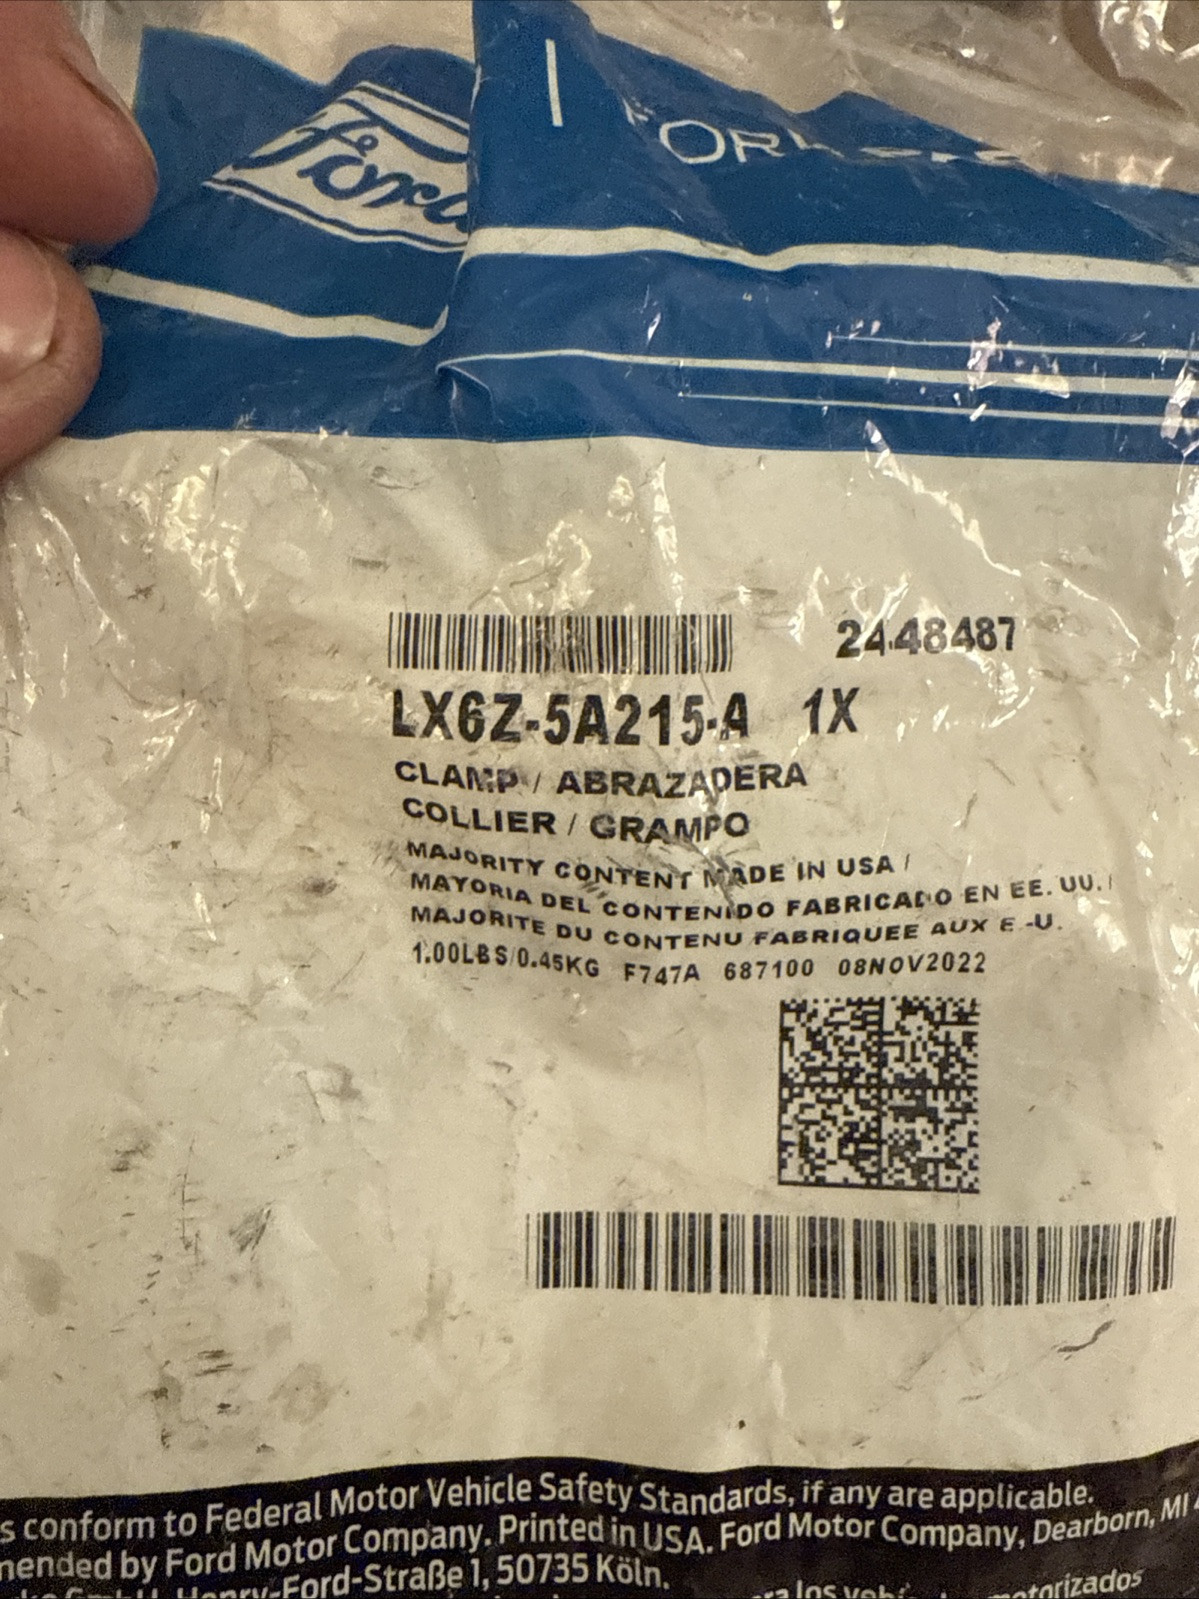 Ford
2448487
LX6Z-5A215-A 1X
CLAMP / ABRAZADERA
COLLIER / GRAMPO
MAJORITY CONTENT MADE IN USA /
MAYORIA DEL CONTENIDO FABRICADO EN EE. UU. /
MAJORITE DU CONTENU FABRIQUEE AUX E.-U.
1.00LBS/0.45KG F747A 687100 08NOV2022
s conform to Federal Motor Vehicle Safety Standards, if any are applicable.
mended by Ford Motor Company. Printed in USA. Ford Motor Company, Dearborn, MI
Henry-Ford-Straße 1, 50735 Köln.